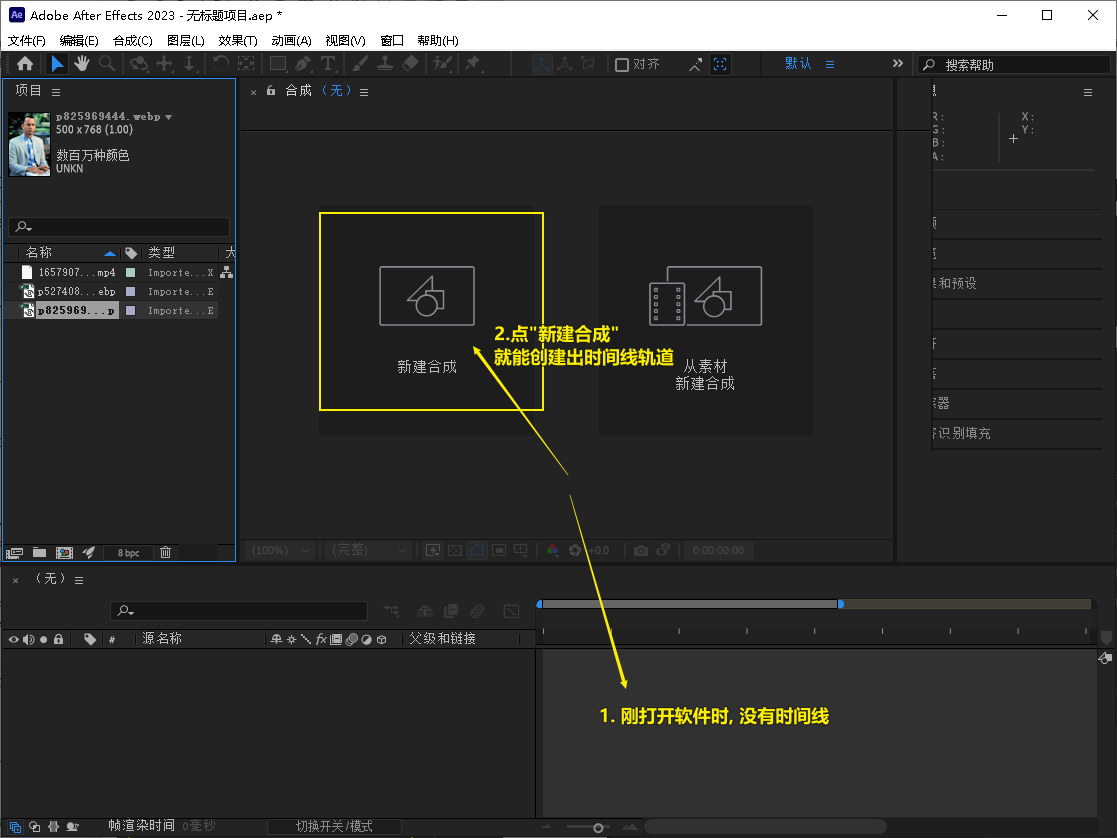 Ae Adobe After Effects 2023 - 无标题项目.aep *
文件(F) 编辑(E) 合成(C) 图层(L) 效果(T) 动画(A) 视图(V) 窗口 帮助(H)
对齐 默认 搜索帮助
项目
p825969444.webp
500 x 768 (1.00)
数百万种颜色
UNKN
合成 （无）
R: X:
G: Y:
B:
A:
名称 类型 大
1657907...mp4 Importe...X
p527408...ebp Importe...E
p825969...p Importe...E
果和预设
识别填充
新建合成
从素材
新建合成
2.点"新建合成"
就能创建出时间线轨道
8 bpc
(100%) (完整) +0.0 0:00:00:00
（无）
# 源名称 fx 父级和链接
1. 刚打开软件时, 没有时间线
帧渲染时间 0毫秒 切换开关/模式